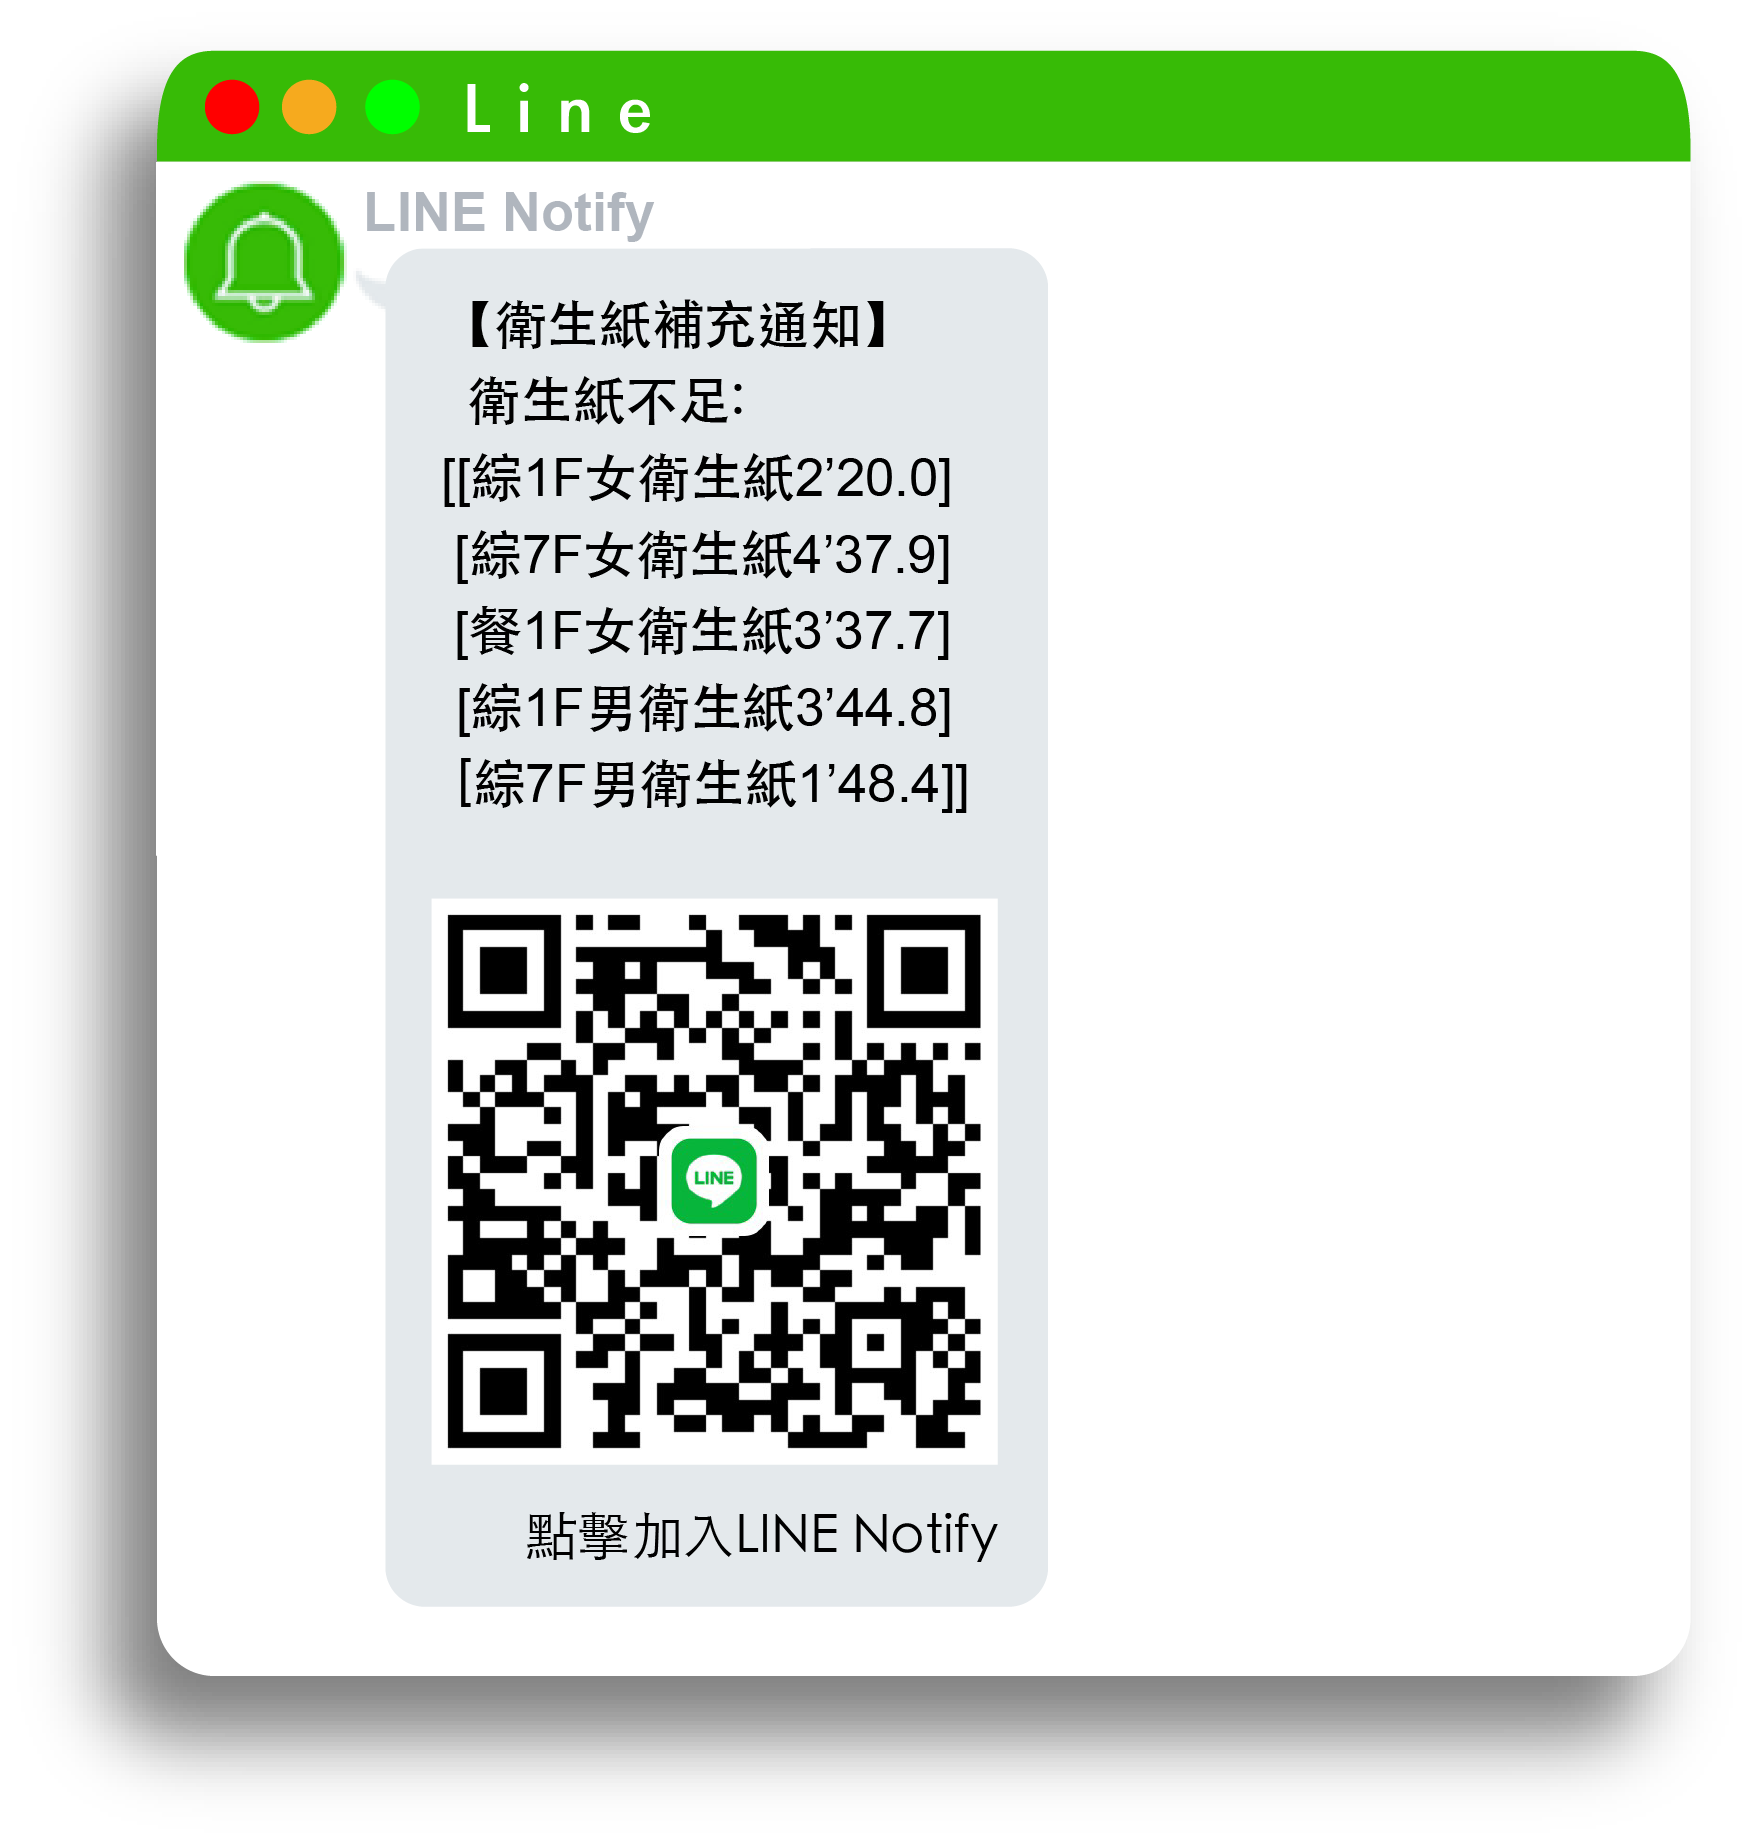 Line
LINE Notify
【衛生紙補充通知】
衛生紙不足:
[[綜1F女衛生紙2’20.0]
[綜7F女衛生紙4’37.9]
[餐1F女衛生紙3’37.7]
[綜1F男衛生紙3’44.8]
[綜7F男衛生紙1’48.4]]
LINE
點擊加入LINE Notify